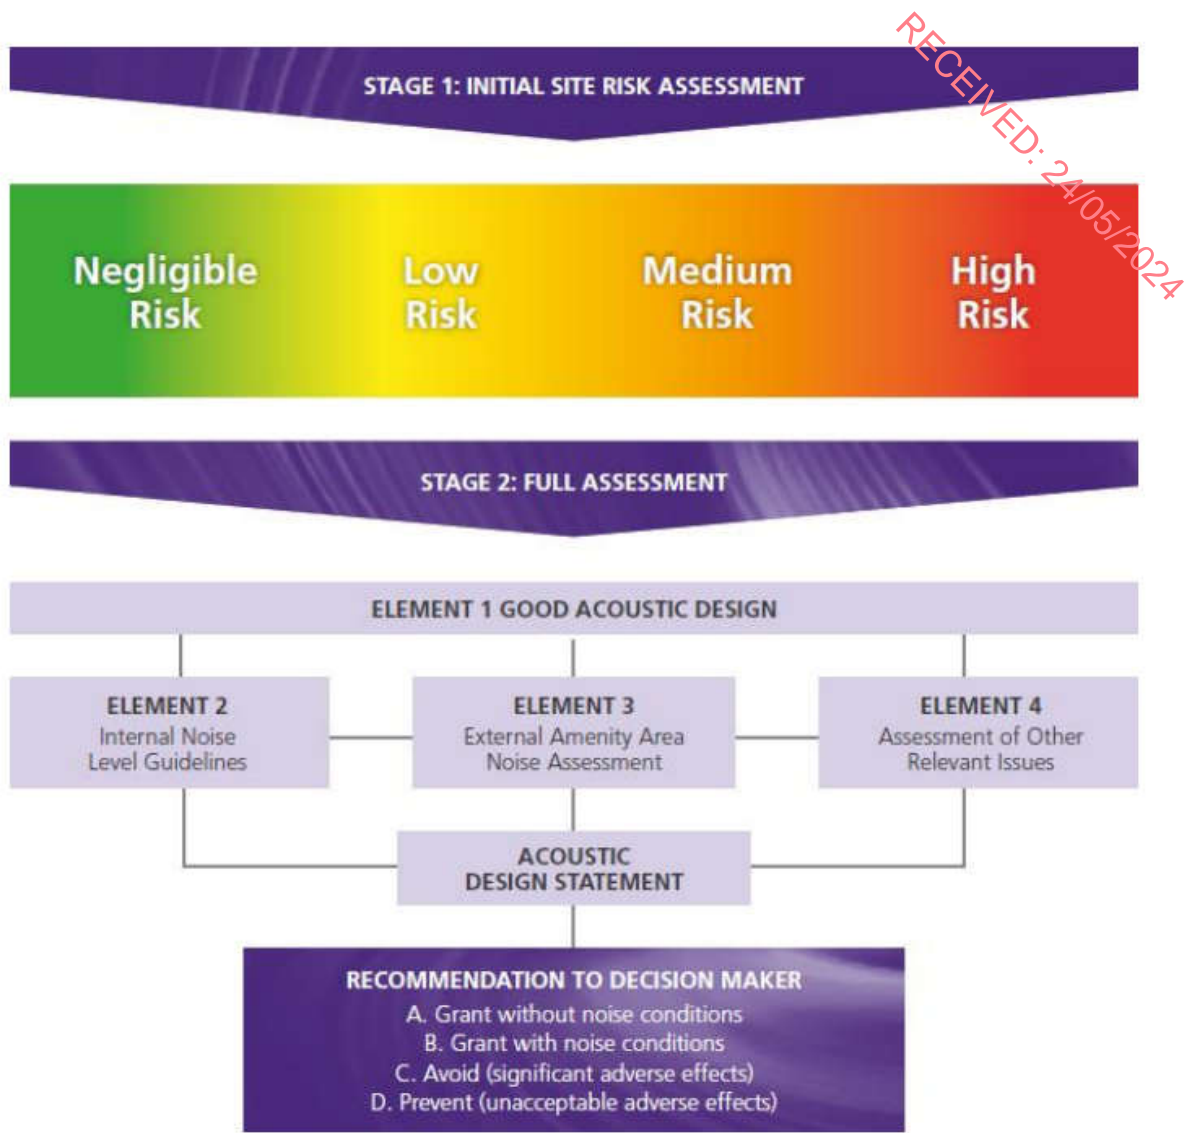 STAGE 1: INITIAL SITE RISK ASSESSMENT
RECEIVED: 24/05/2024
Negligible
Risk
Low
Risk
Medium
Risk
High
Risk
STAGE 2: FULL ASSESSMENT
ELEMENT 1 GOOD ACOUSTIC DESIGN
ELEMENT 2
Internal Noise
Level Guidelines
ELEMENT 3
External Amenity Area
Noise Assessment
ELEMENT 4
Assessment of Other
Relevant Issues
ACOUSTIC
DESIGN STATEMENT
RECOMMENDATION TO DECISION MAKER
A. Grant without noise conditions
B. Grant with noise conditions
C. Avoid (significant adverse effects)
D. Prevent (unacceptable adverse effects)